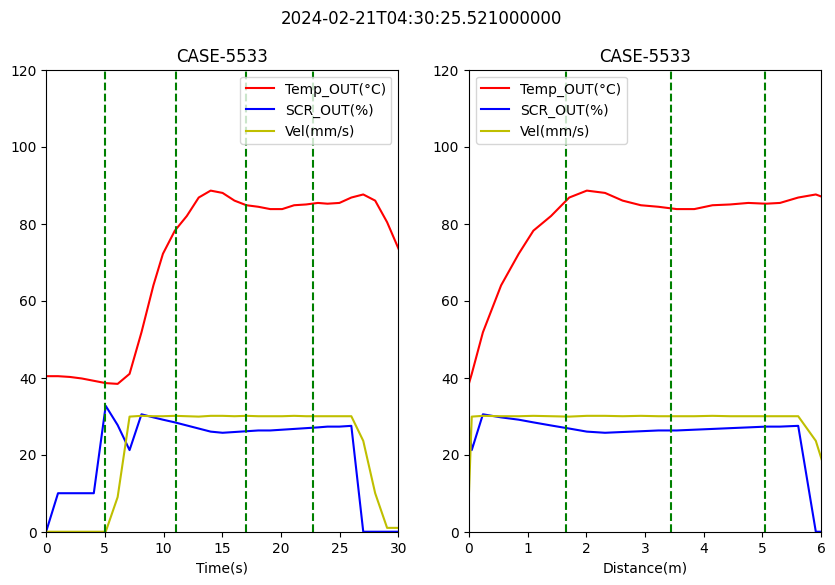 2024-02-21T04:30:25.521000000
CASE-5533
120
100
80
60
40
20
0
0 5 10 15 20 25 30
Time(s)
Temp_OUT(°C)
SCR_OUT(%)
Vel(mm/s)
CASE-5533
120
100
80
60
40
20
0
0 1 2 3 4 5 6
Distance(m)
Temp_OUT(°C)
SCR_OUT(%)
Vel(mm/s)